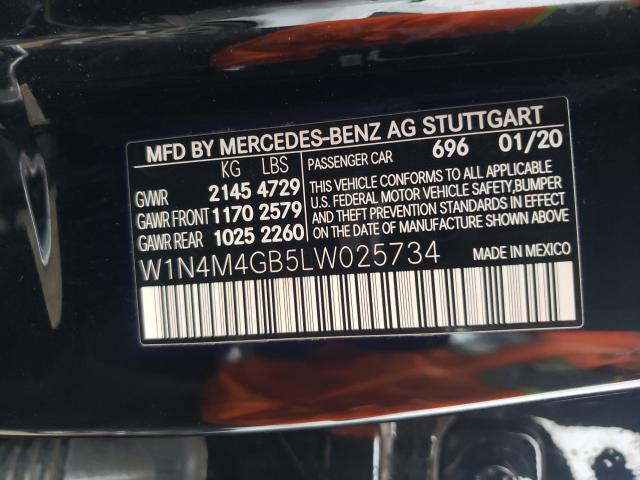 MFD BY MERCEDES-BENZ AG STUTTGART
KG LBS
GVWR 2145 4729
GAWR FRONT 1170 2579
GAWR REAR 1025 2260
PASSENGER CAR 696 01/20
THIS VEHICLE CONFORMS TO ALL APPLICABLE
U.S. FEDERAL MOTOR VEHICLE SAFETY, BUMPER
AND THEFT PREVENTION STANDARDS IN EFFECT
ON THE DATE OF MANUFACTURE SHOWN ABOVE
W1N4M4GB5LW025734
MADE IN MEXICO